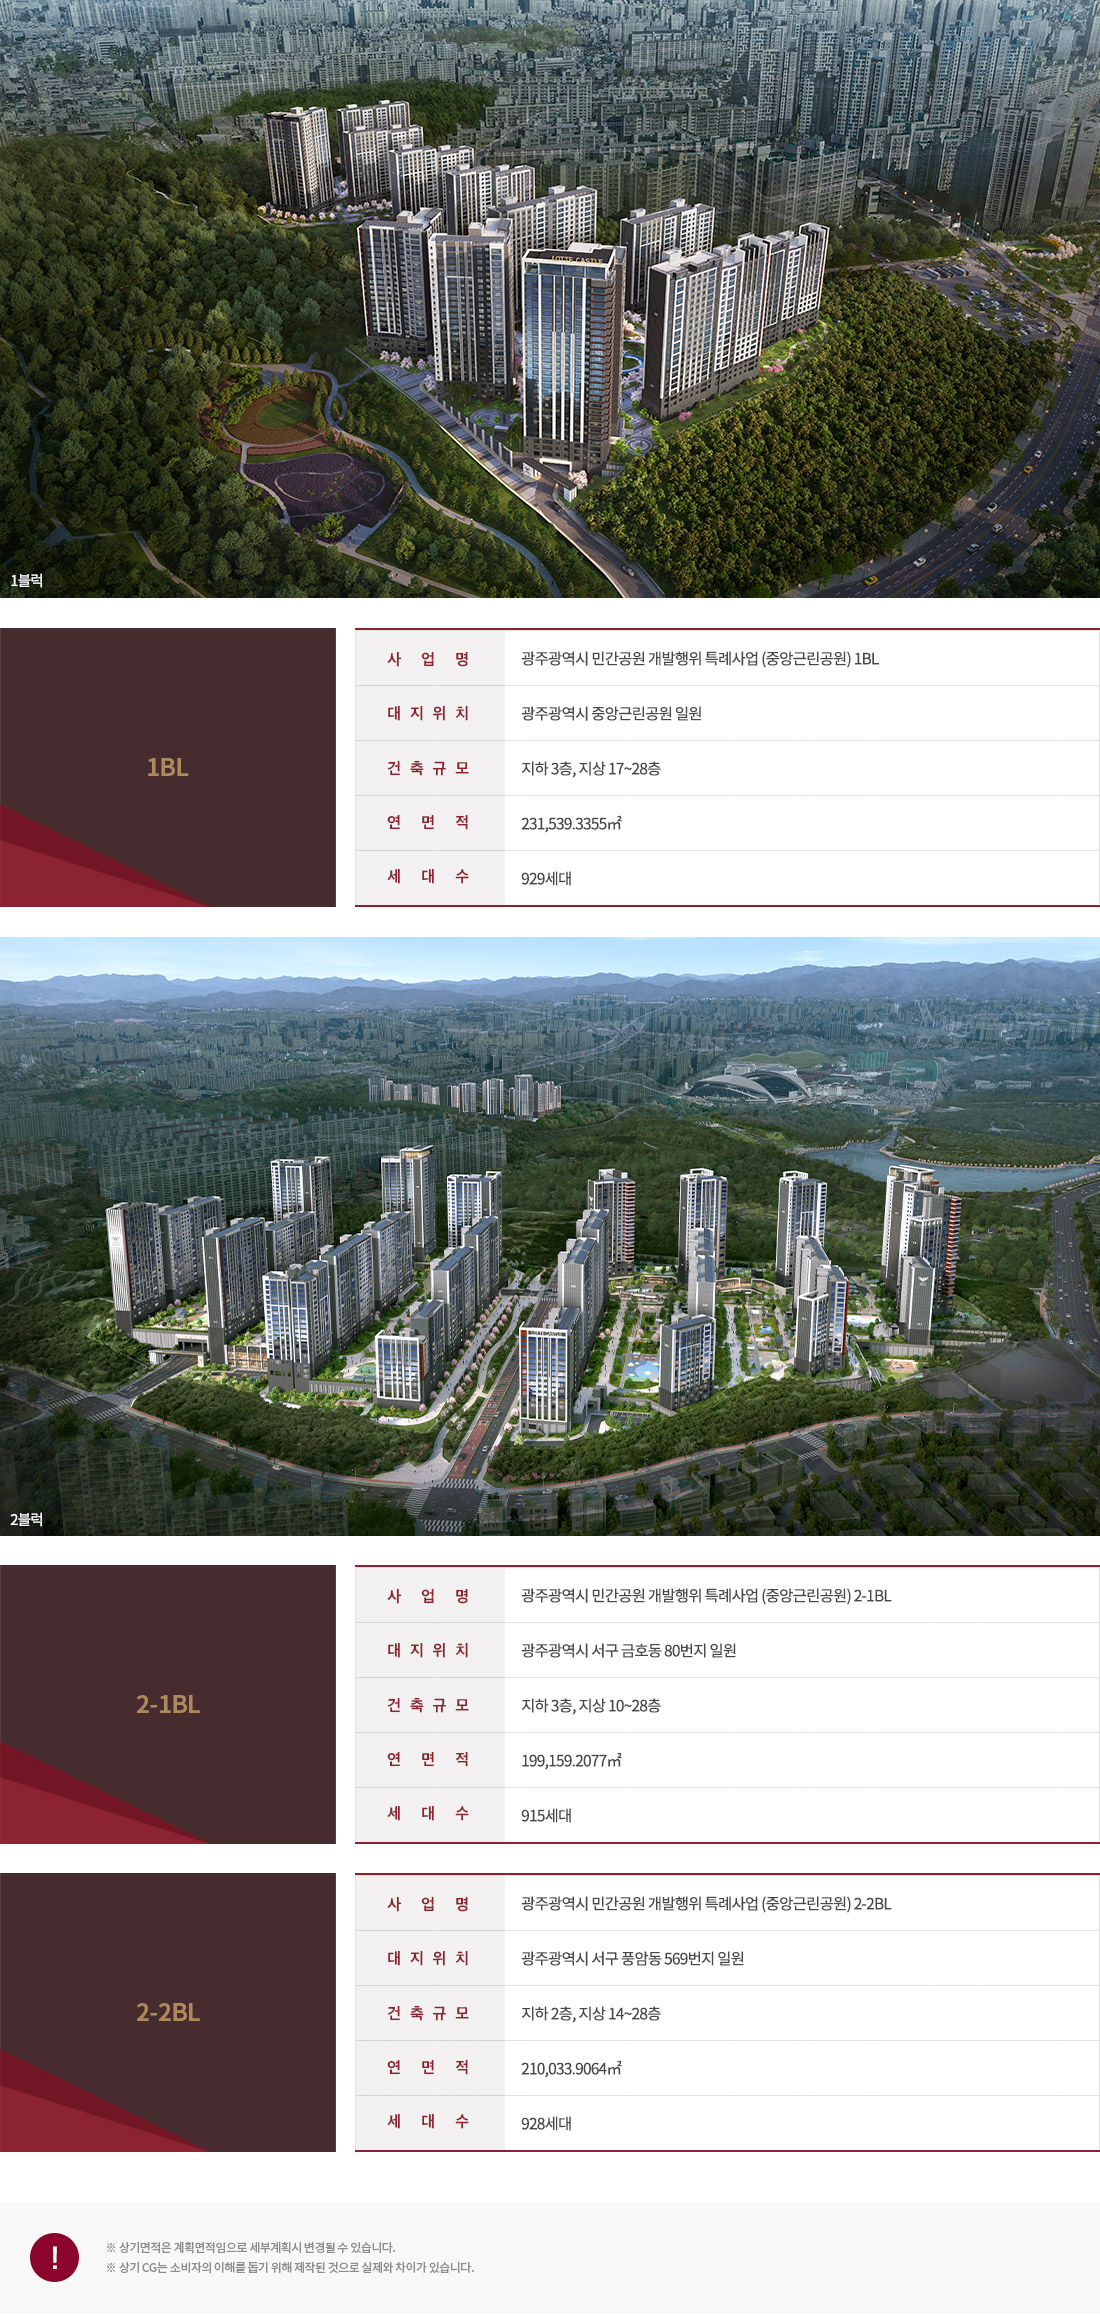 LOTTE CASTLE
1블럭
1BL
사업명 광주광역시 민간공원 개발행위 특례사업 (중앙근린공원) 1BL
대지위치 광주광역시 중앙근린공원 일원
건축규모 지하 3층, 지상 17~28층
연면적 231,539.3355㎡
세대수 929세대
LOTTE CASTLE
2블럭
2-1BL
사업명 광주광역시 민간공원 개발행위 특례사업 (중앙근린공원) 2-1BL
대지위치 광주광역시 서구 금호동 80번지 일원
건축규모 지하 3층, 지상 10~28층
연면적 199,159.2077㎡
세대수 915세대
2-2BL
사업명 광주광역시 민간공원 개발행위 특례사업 (중앙근린공원) 2-2BL
대지위치 광주광역시 서구 풍암동 569번지 일원
건축규모 지하 2층, 지상 14~28층
연면적 210,033.9064㎡
세대수 928세대
!
※ 상기면적은 계획면적임으로 세부계획시 변경될 수 있습니다.
※ 상기 CG는 소비자의 이해를 돕기 위해 제작된 것으로 실제와 차이가 있습니다.